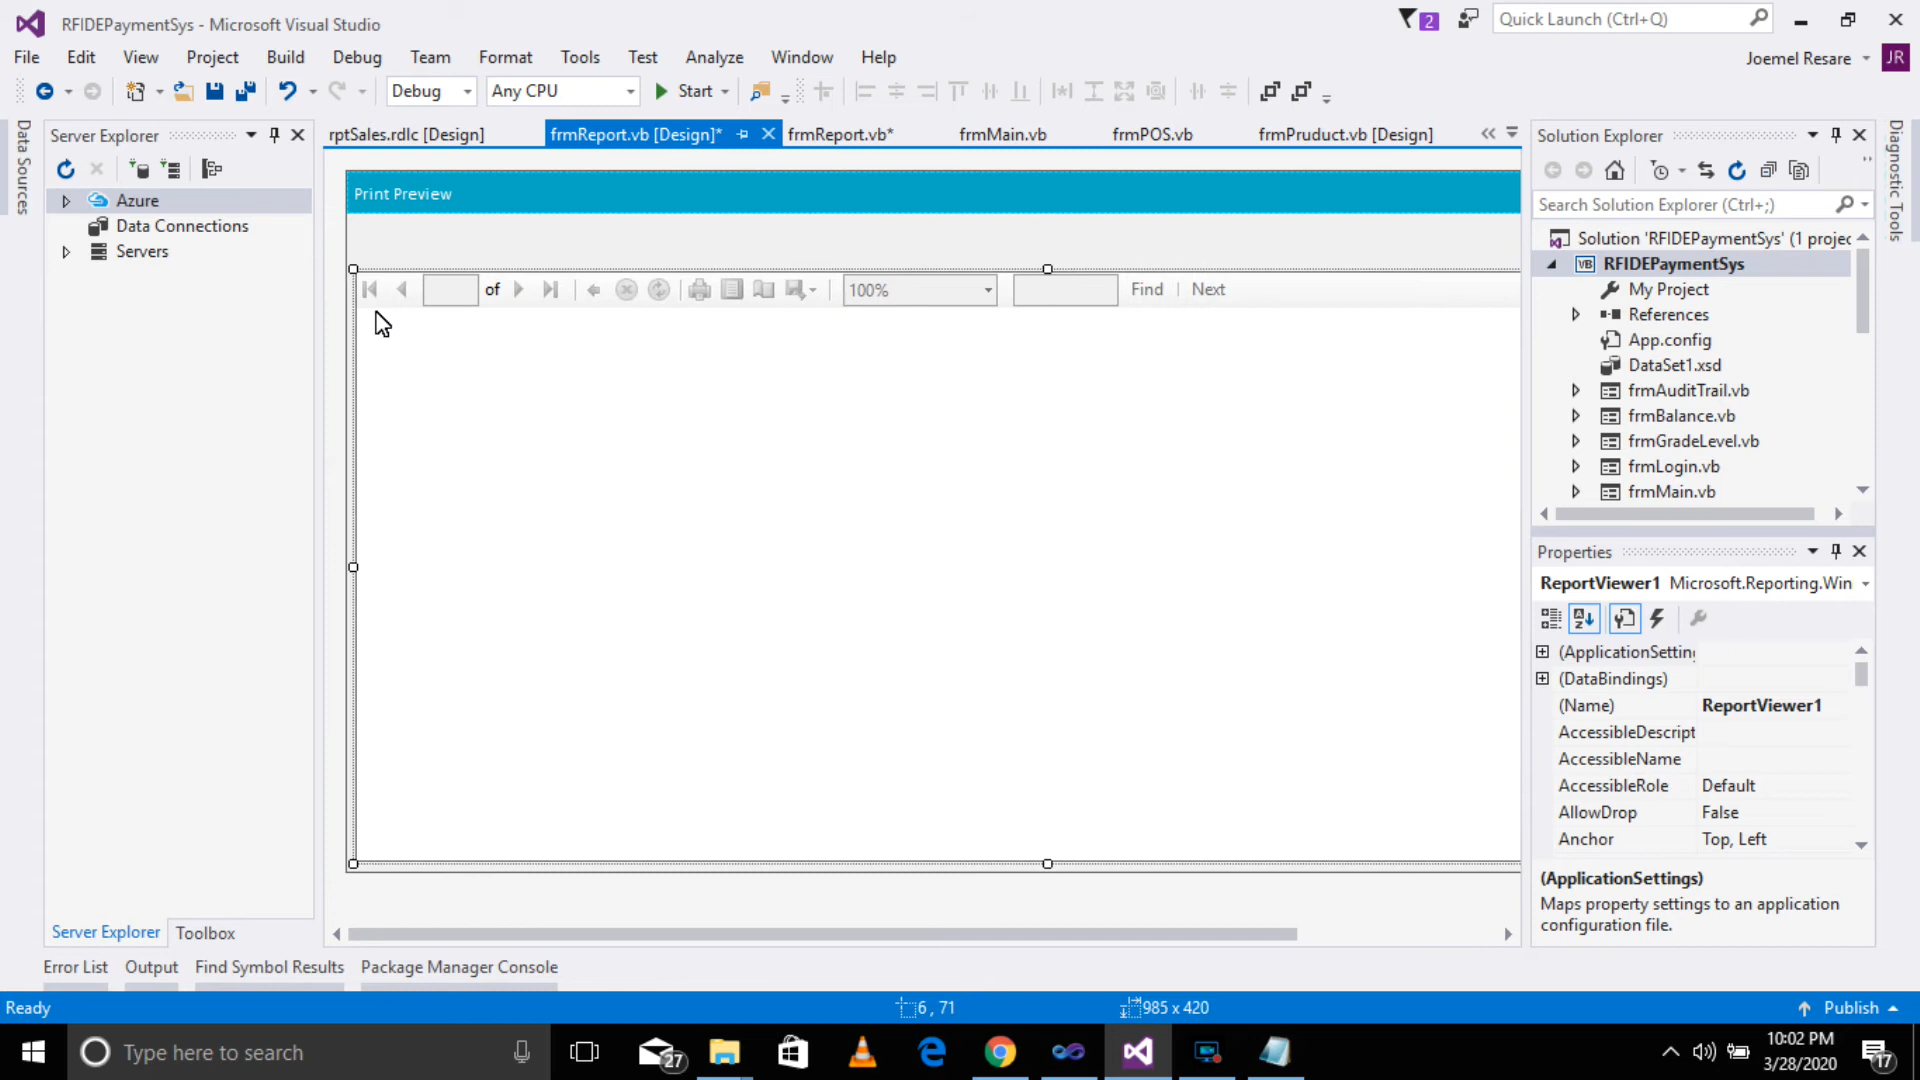 RFIDEPaymentSys - Microsoft Visual Studio
2
Quick Launch (Ctrl+Q)
File Edit View Project Build Debug Team Format Tools Test Analyze Window Help
Joemel Resare JR
Debug Any CPU Start
Data Sources
Server Explorer
Azure
Data Connections
Servers
Server Explorer Toolbox
rptSales.rdlc [Design] frmReport.vb [Design]* frmReport.vb* frmMain.vb frmPOS.vb frmPruduct.vb [Design]
Print Preview
of 100% Find Next
Solution Explorer
Search Solution Explorer (Ctrl+;)
Solution 'RFIDEPaymentSys' (1 projec
RFIDEPaymentSys
My Project
References
App.config
DataSet1.xsd
frmAuditTrail.vb
frmBalance.vb
frmGradeLevel.vb
frmLogin.vb
frmMain.vb
Diagnostic Tools
Properties
ReportViewer1 Microsoft.Reporting.Win
(ApplicationSetting
(DataBindings)
(Name) ReportViewer1
AccessibleDescript
AccessibleName
AccessibleRole Default
AllowDrop False
Anchor Top, Left
(ApplicationSettings)
Maps property settings to an application
configuration file.
Error List Output Find Symbol Results Package Manager Console
Ready 6 , 71 985 x 420 Publish
Type here to search
27
10:02 PM
3/28/2020
17